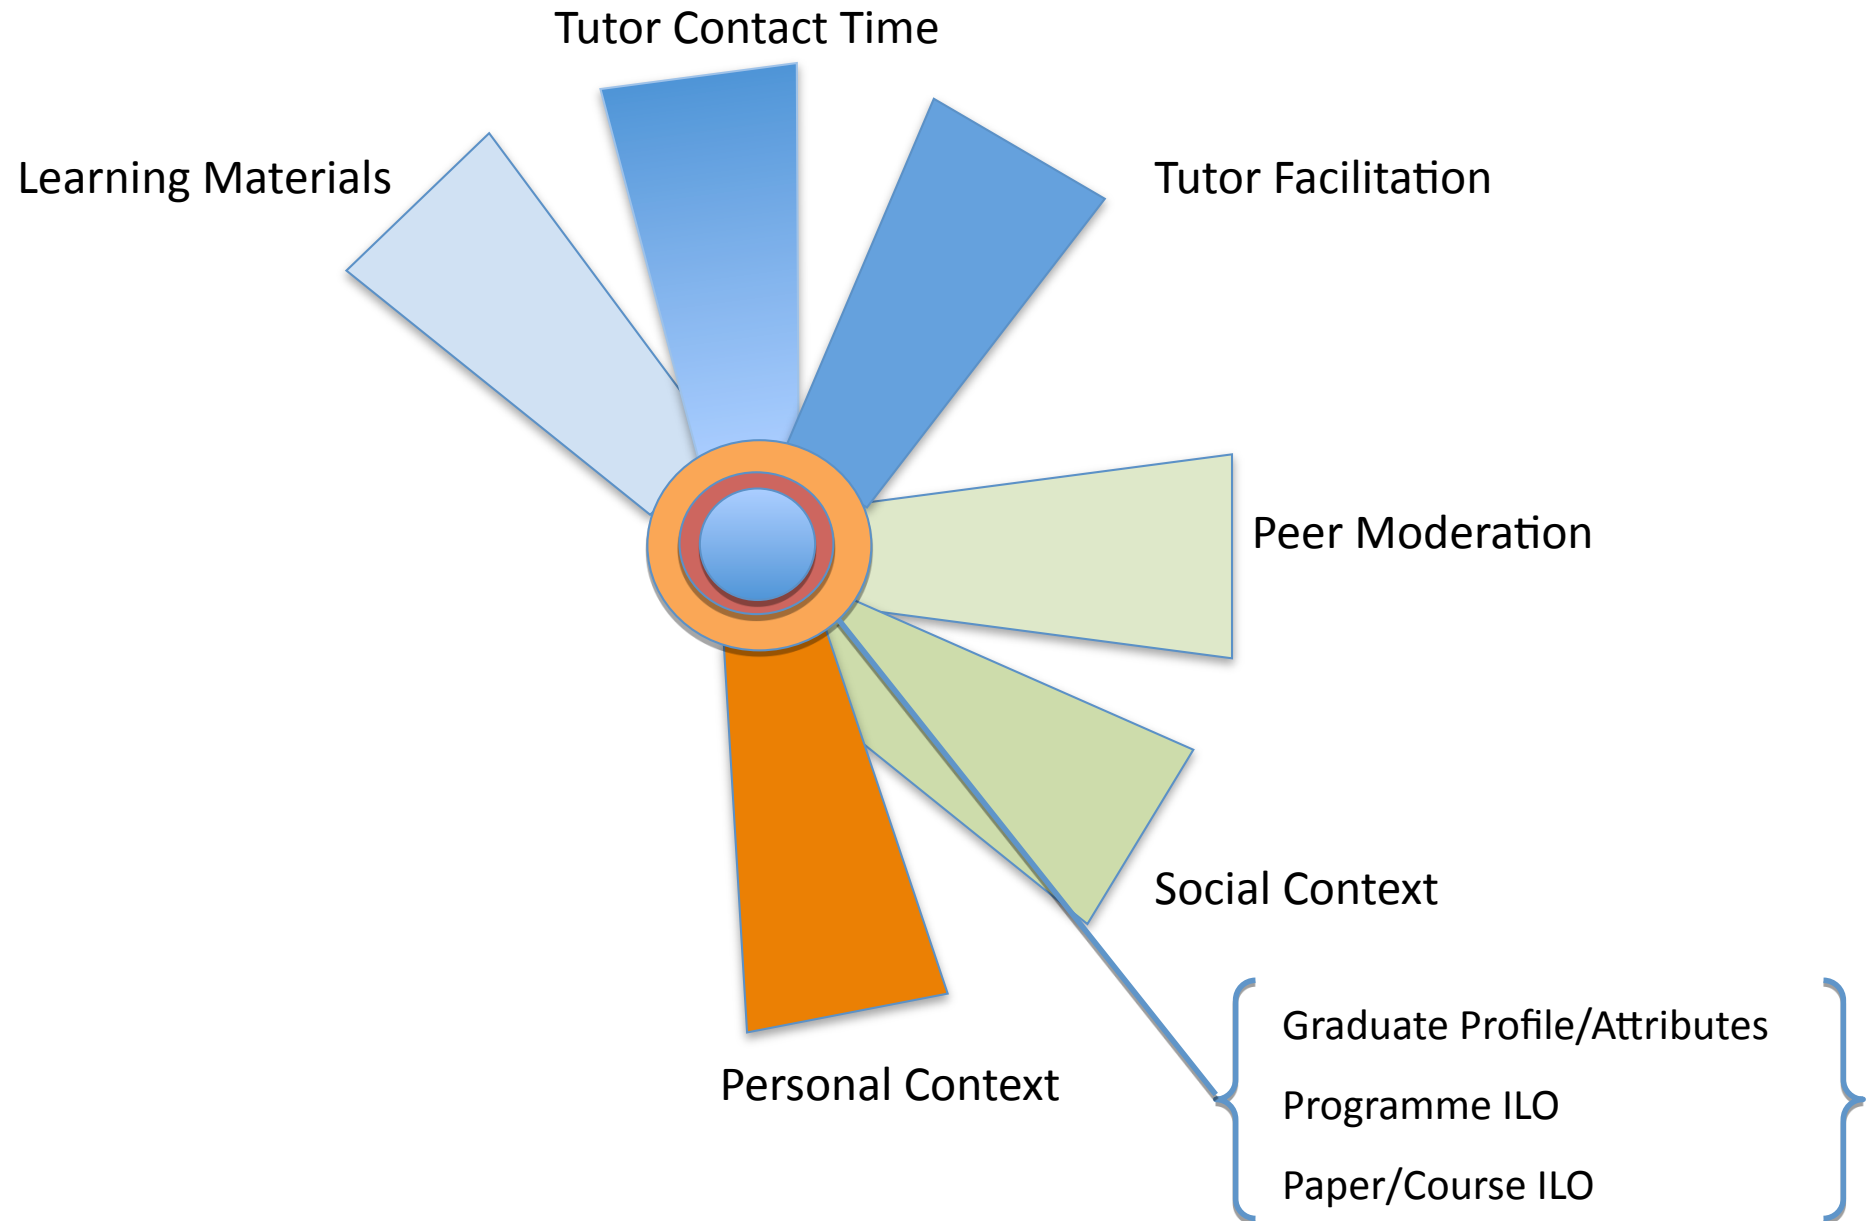 Tutor Contact Time
Learning Materials
Tutor Facilitation
Peer Moderation
Social Context
Personal Context
Graduate Profile/Attributes
Programme ILO
Paper/Course ILO